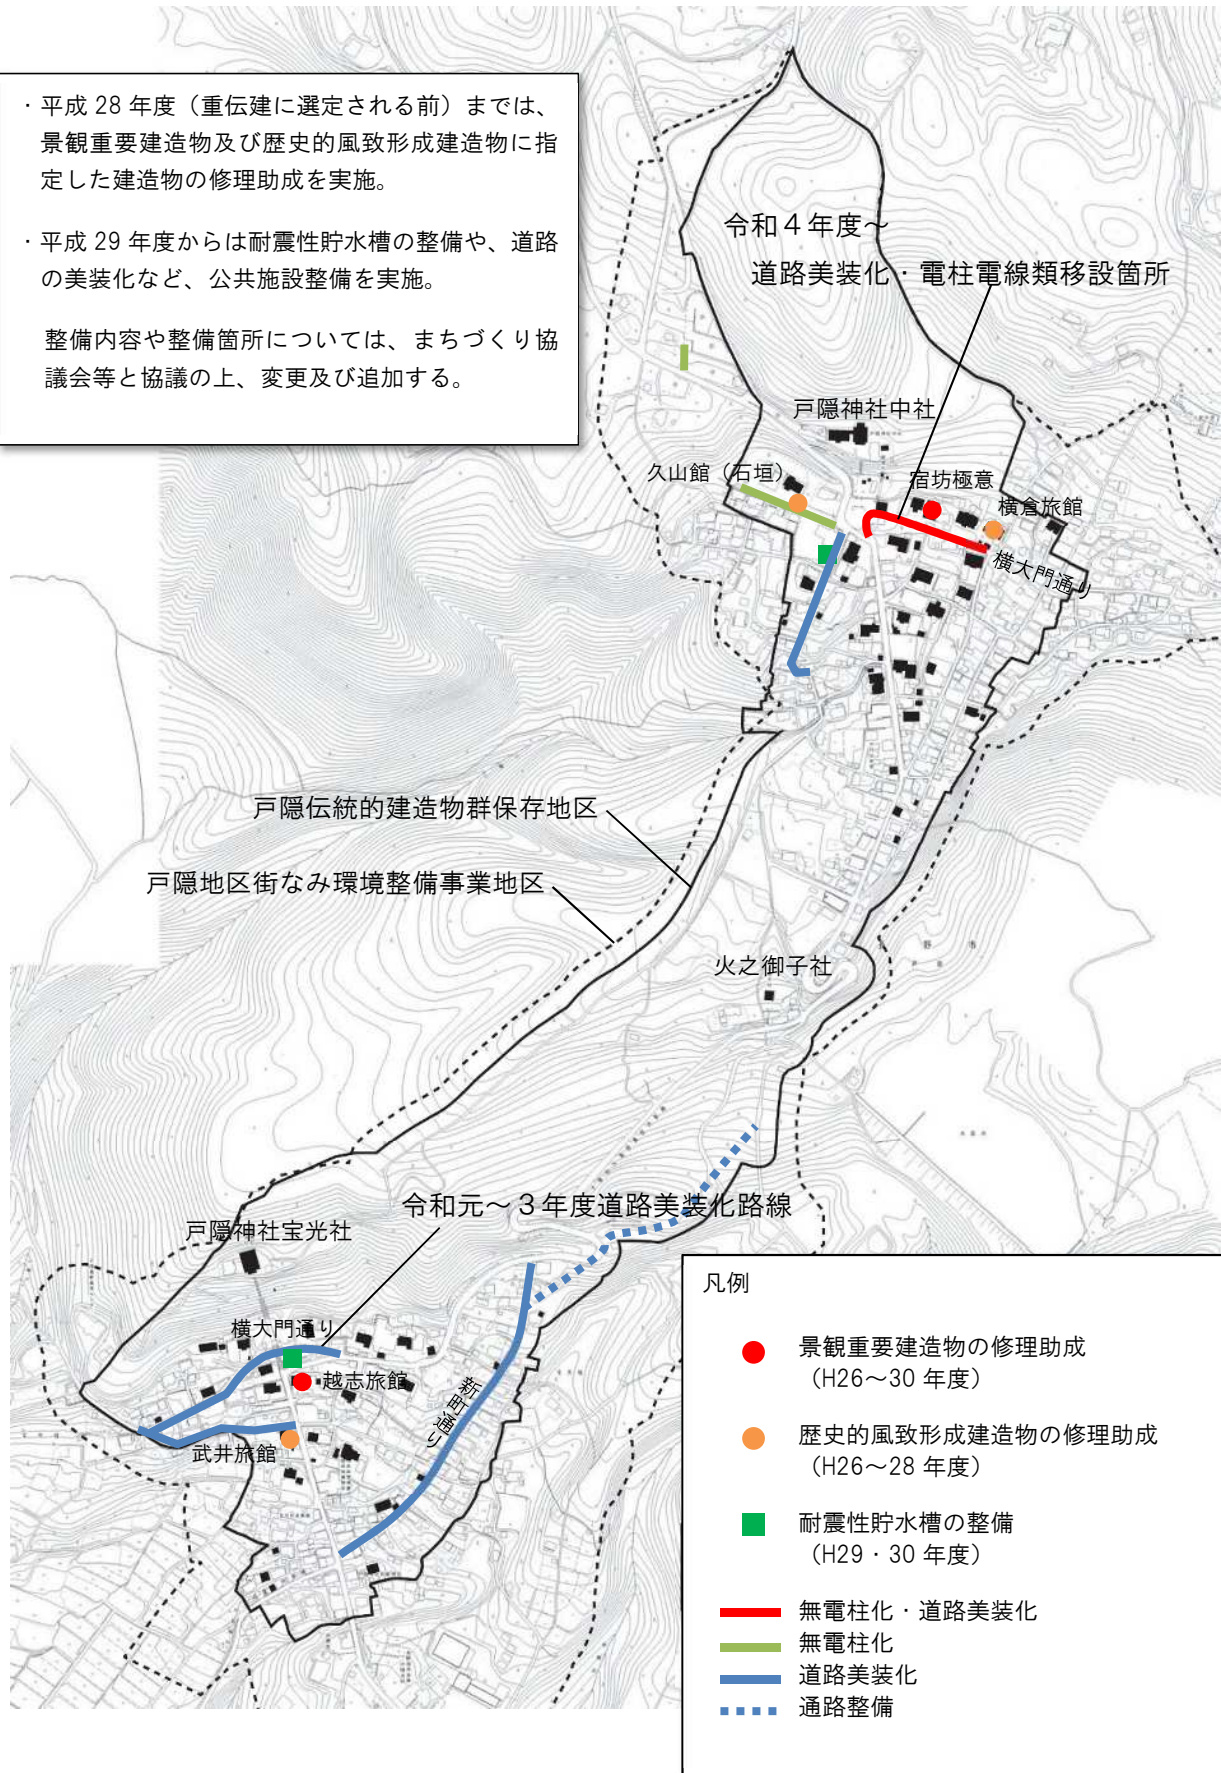 ・平成 28 年度（重伝建に選定される前）までは、
景観重要建造物及び歴史的風致形成建造物に指
定した建造物の修理助成を実施。
・平成 29 年度からは耐震性貯水槽の整備や、道路
の美装化など、公共施設整備を実施。
整備内容や整備箇所については、まちづくり協
議会等と協議の上、変更及び追加する。
令和４年度～
道路美装化・電柱電線類移設箇所
戸隠神社中社
久山館（石垣）
宿坊極意
横倉旅館
横大門通り
戸隠伝統的建造物群保存地区
戸隠地区街なみ環境整備事業地区
火之御子社
令和元～３年度道路美装化路線
戸隠神社宝光社
横大門通り
越志旅館
新町通り
武井旅館
凡例
景観重要建造物の修理助成
（H26～30 年度）
歴史的風致形成建造物の修理助成
（H26～28 年度）
耐震性貯水槽の整備
（H29・30 年度）
無電柱化・道路美装化
無電柱化
道路美装化
通路整備